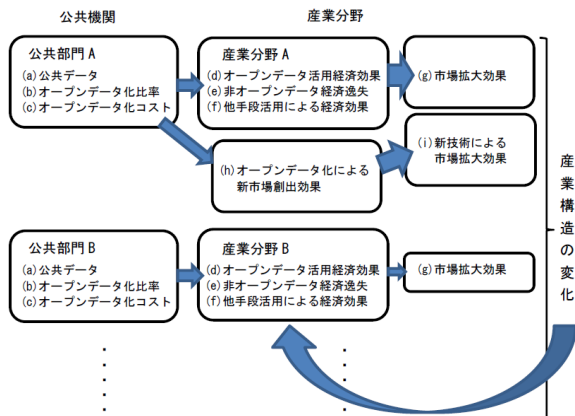 公共機関
産業分野
公共部門A
(a)公共データ
(b)オープンデータ化比率
(c)オープンデータ化コスト
産業分野A
(d)オープンデータ活用経済効果
(e)非オープンデータ経済逸失
(f)他手段活用による経済効果
(g)市場拡大効果
(h)オープンデータ化による
新市場創出効果
(i)新技術による
市場拡大効果
公共部門B
(a)公共データ
(b)オープンデータ化比率
(c)オープンデータ化コスト
産業分野B
(d)オープンデータ活用経済効果
(e)非オープンデータ経済逸失
(f)他手段活用による経済効果
(g)市場拡大効果
産業構造の変化